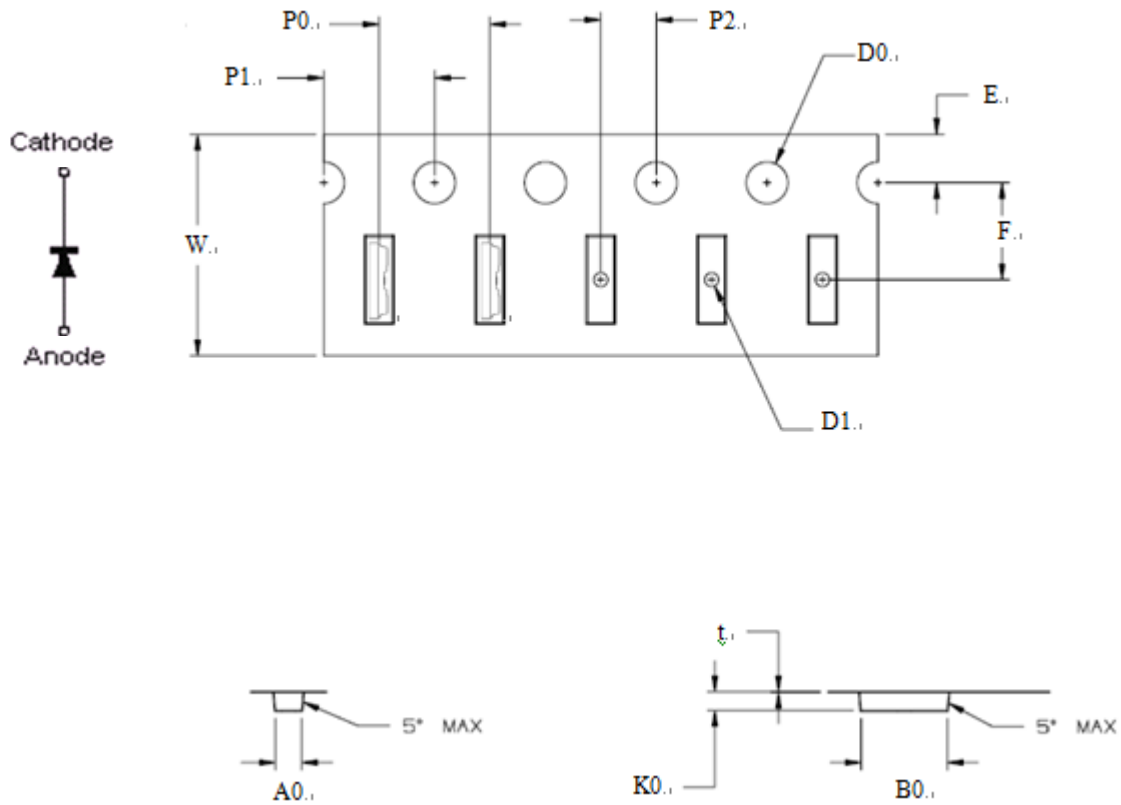 P0.
P2.
D0.
P1.
E.
Cathode
W.
F.
Anode
D1.
t.
5° MAX
5° MAX
A0.
K0.
B0.